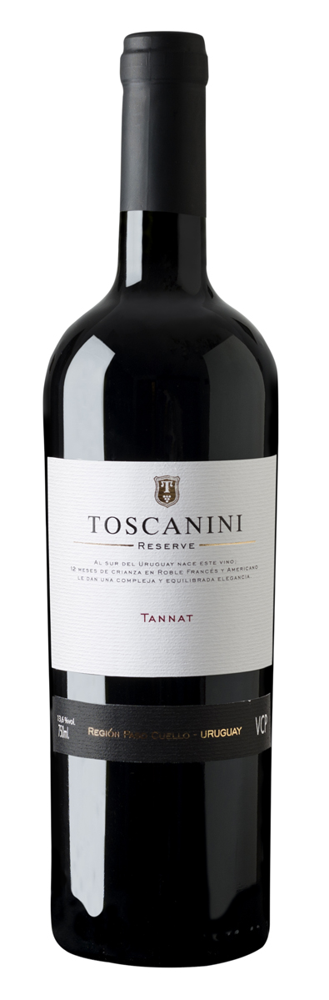 T
TOSCANINI
RESERVE
AL SUR DEL URUGUAY NACE ESTE VINO;
12 MESES DE CRIANZA EN ROBLE FRANCÉS Y AMERICANO
LE DAN UNA COMPLEJA Y EQUILIBRADA ELEGANCIA
TANNAT
13,6 %vol.
750ml.
REGIÓN PASO CUELLO - URUGUAY
VCP